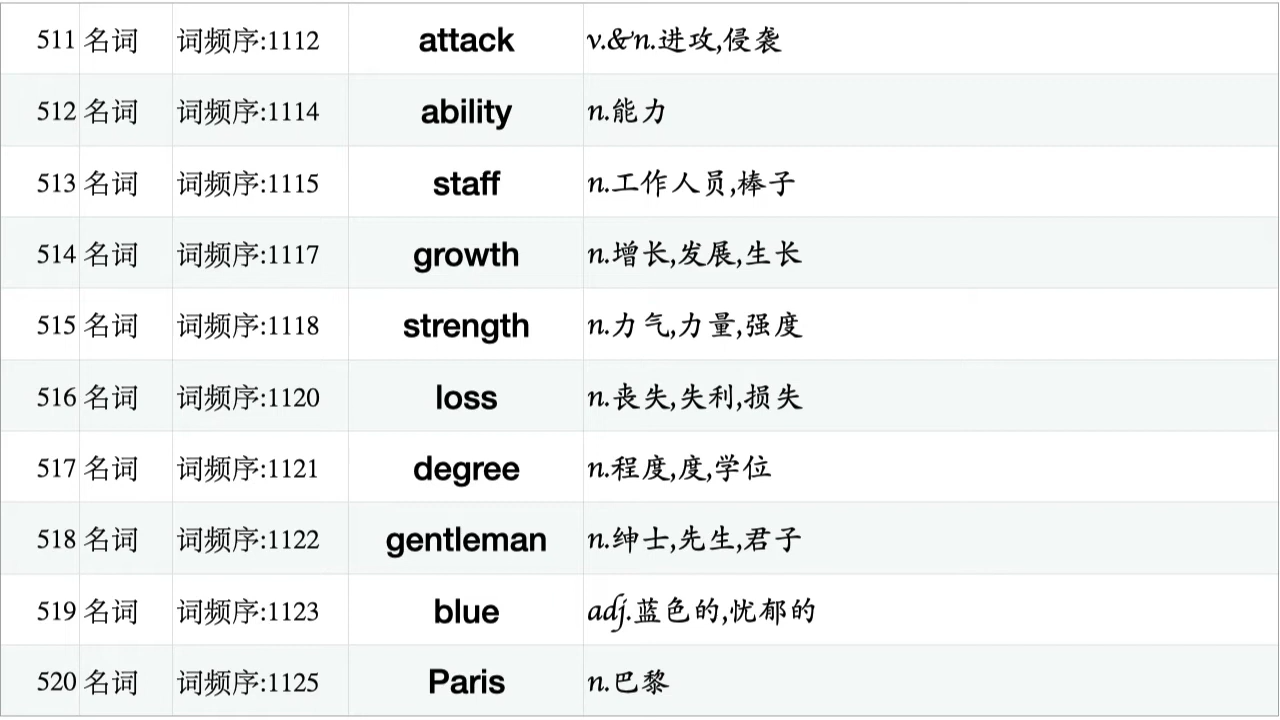 511 名词 词频序:1112 attack v.&n.进攻,侵袭
512 名词 词频序:1114 ability n.能力
513 名词 词频序:1115 staff n.工作人员,棒子
514 名词 词频序:1117 growth n.增长,发展,生长
515 名词 词频序:1118 strength n.力气,力量,强度
516 名词 词频序:1120 loss n.丧失,失利,损失
517 名词 词频序:1121 degree n.程度,度,学位
518 名词 词频序:1122 gentleman n.绅士,先生,君子
519 名词 词频序:1123 blue adj.蓝色的,忧郁的
520 名词 词频序:1125 Paris n.巴黎